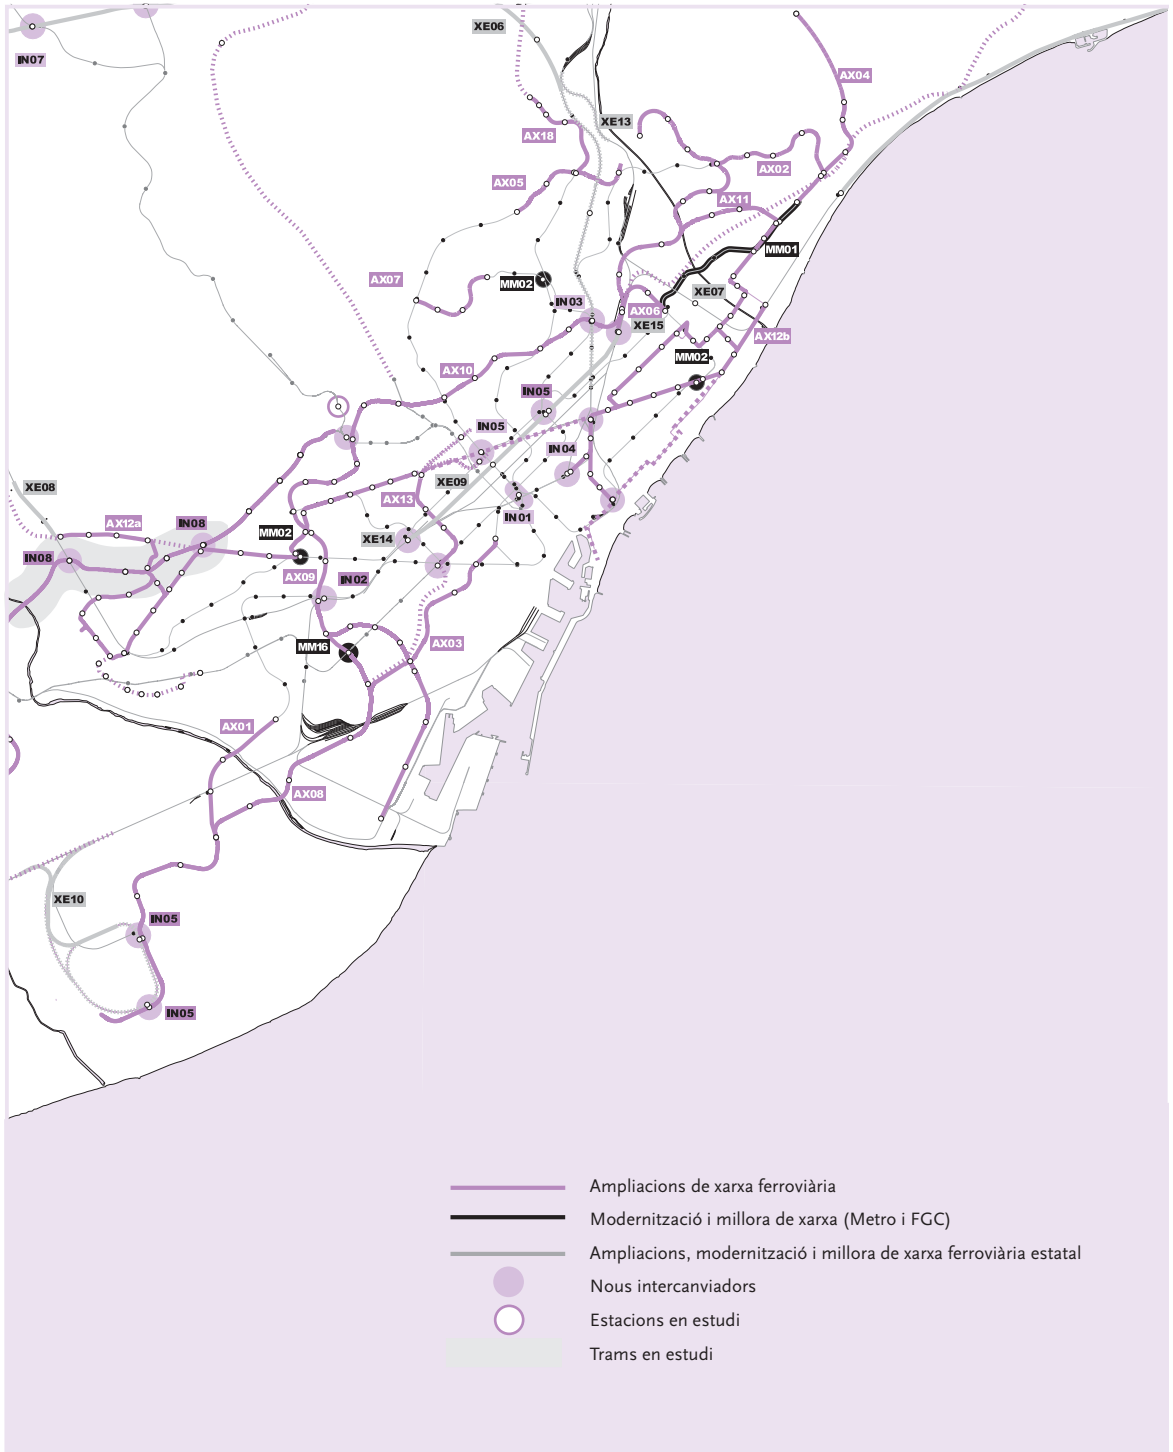 XE06
IN07
AX04
XE13
AX18
AX02
AX05
AX11
MM01
AX07
MM02
XE07
IN03
AX06
XE15
AX12b
MM02
AX10
IN05
IN05
IN04
XE09
XE08
AX13
IN01
AX12a
IN08
MM02
XE14
IN08
AX09
IN02
AX03
MM16
AX01
AX08
XE10
IN05
IN05
Ampliacions de xarxa ferroviària
Modernització i millora de xarxa (Metro i FGC)
Ampliacions, modernització i millora de xarxa ferroviària estatal
Nous intercanviadors
Estacions en estudi
Trams en estudi